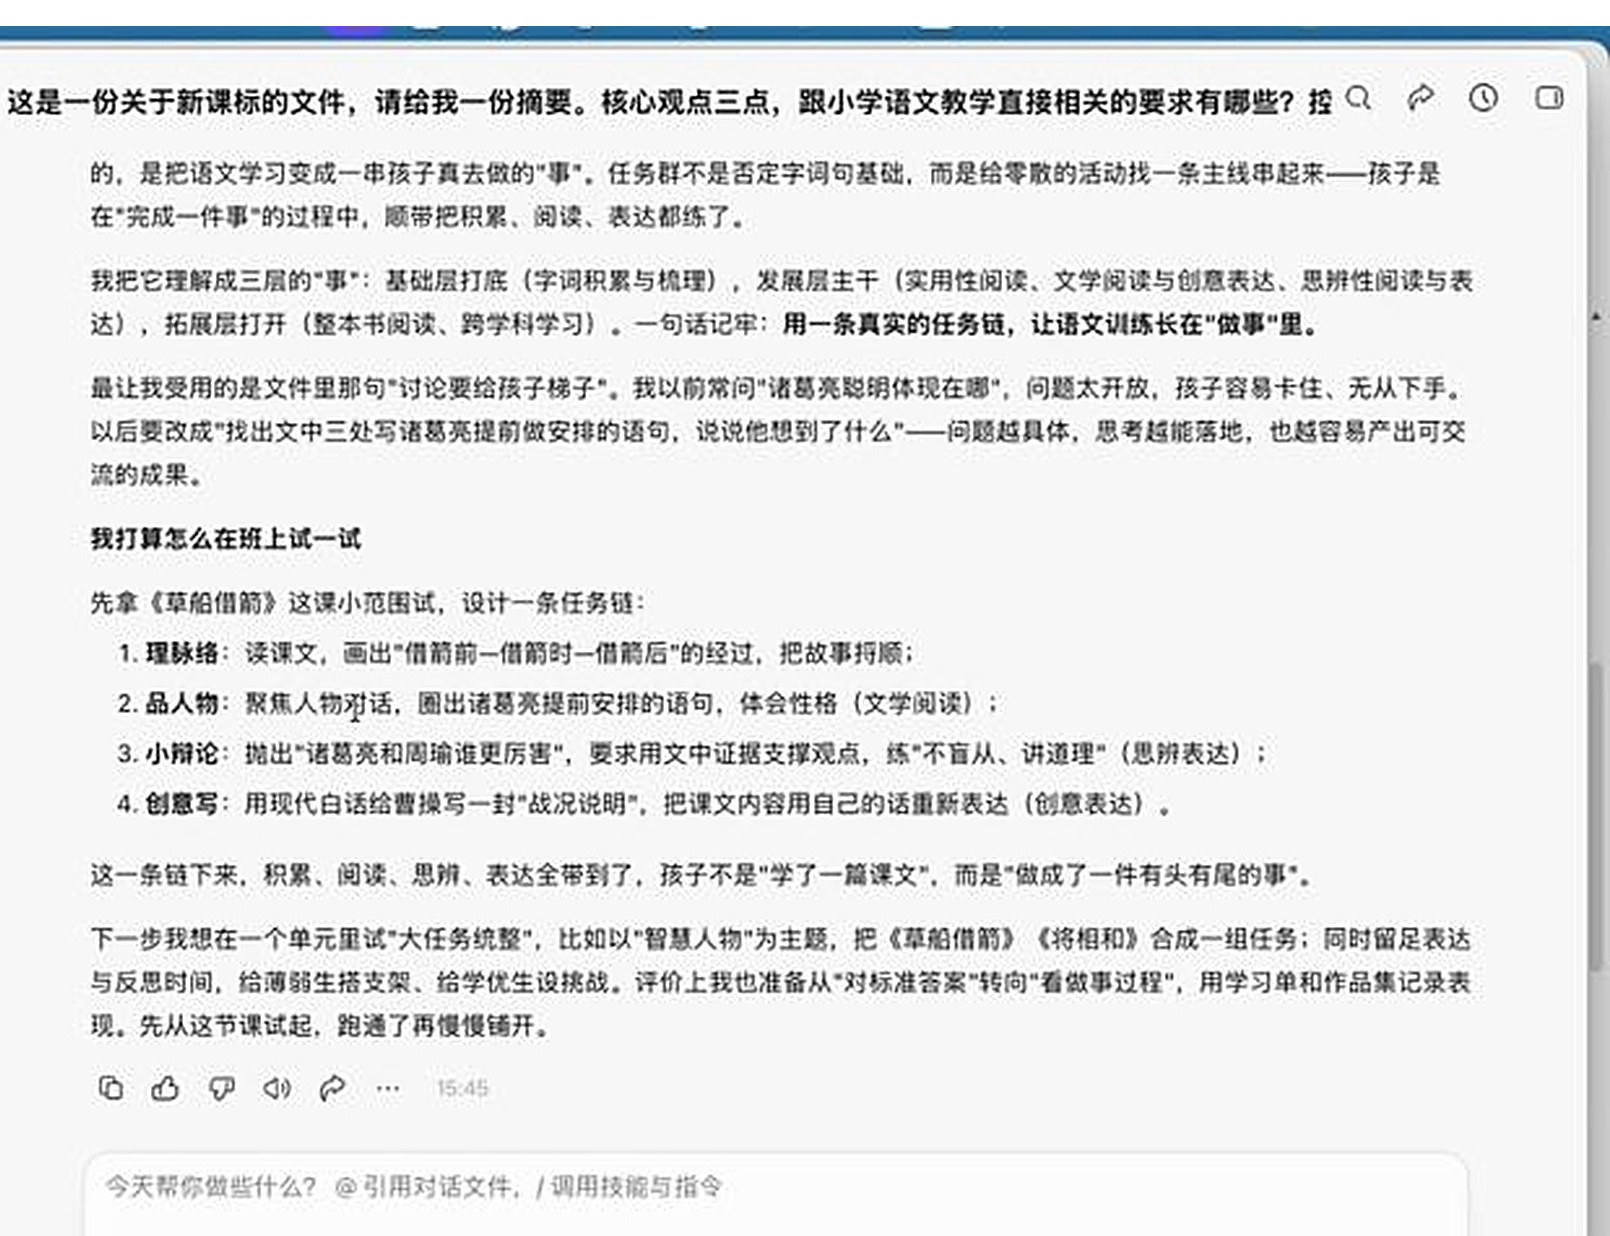 这是一份关于新课标的文件，请给我一份摘要。核心观点三点，跟小学语文教学直接相关的要求有哪些？按
的，是把语文学习变成一串孩子真去做的"事"。任务群不是否定字词句基础，而是给零散的活动找一条主线串起来——孩子是
在"完成一件事"的过程中，顺带把积累、阅读、表达都练了。
我把它理解成三层的"事"：基础层打底（字词积累与梳理），发展层主干（实用性阅读、文学阅读与创意表达、思辨性阅读与表
达），拓展层打开（整本书阅读、跨学科学习）。一句话记牢：用一条真实的任务链，让语文训练长在"做事"里。
最让我受用的是文件里那句"讨论要给孩子梯子"。我以前常问"诸葛亮聪明体现在哪"，问题太开放，孩子容易卡住、无从下手。
以后要改成"找出文中三处写诸葛亮提前做安排的语句，说说他想到了什么"——问题越具体，思考越能落地，也越容易产出可交
流的成果。
我打算怎么在班上试一试
先拿《草船借箭》这课小范围试，设计一条任务链：
1. 理脉络：读课文，画出"借箭前—借箭时—借箭后"的经过，把故事捋顺；
2. 品人物：聚焦人物对话，圈出诸葛亮提前安排的语句，体会性格（文学阅读）；
3. 小辩论：抛出"诸葛亮和周瑜谁更厉害"，要求用文中证据支撑观点，练"不盲从、讲道理"（思辨表达）；
4. 创意写：用现代白话给曹操写一封"战况说明"，把课文内容用自己的话重新表达（创意表达）。
这一条链下来，积累、阅读、思辨、表达全带到了，孩子不是"学了一篇课文"，而是"做成了一件有头有尾的事"。
下一步我想在一个单元里试"大任务统整"，比如以"智慧人物"为主题，把《草船借箭》《将相和》合成一组任务；同时留足表达
与反思时间，给薄弱生搭支架、给学优生设挑战。评价上我也准备从"对标准答案"转向"看做事过程"，用学习单和作品集记录表
现。先从这节课试起，跑通了再慢慢铺开。
15:45
今天帮你做些什么？ @ 引用对话文件，/ 调用技能与指令